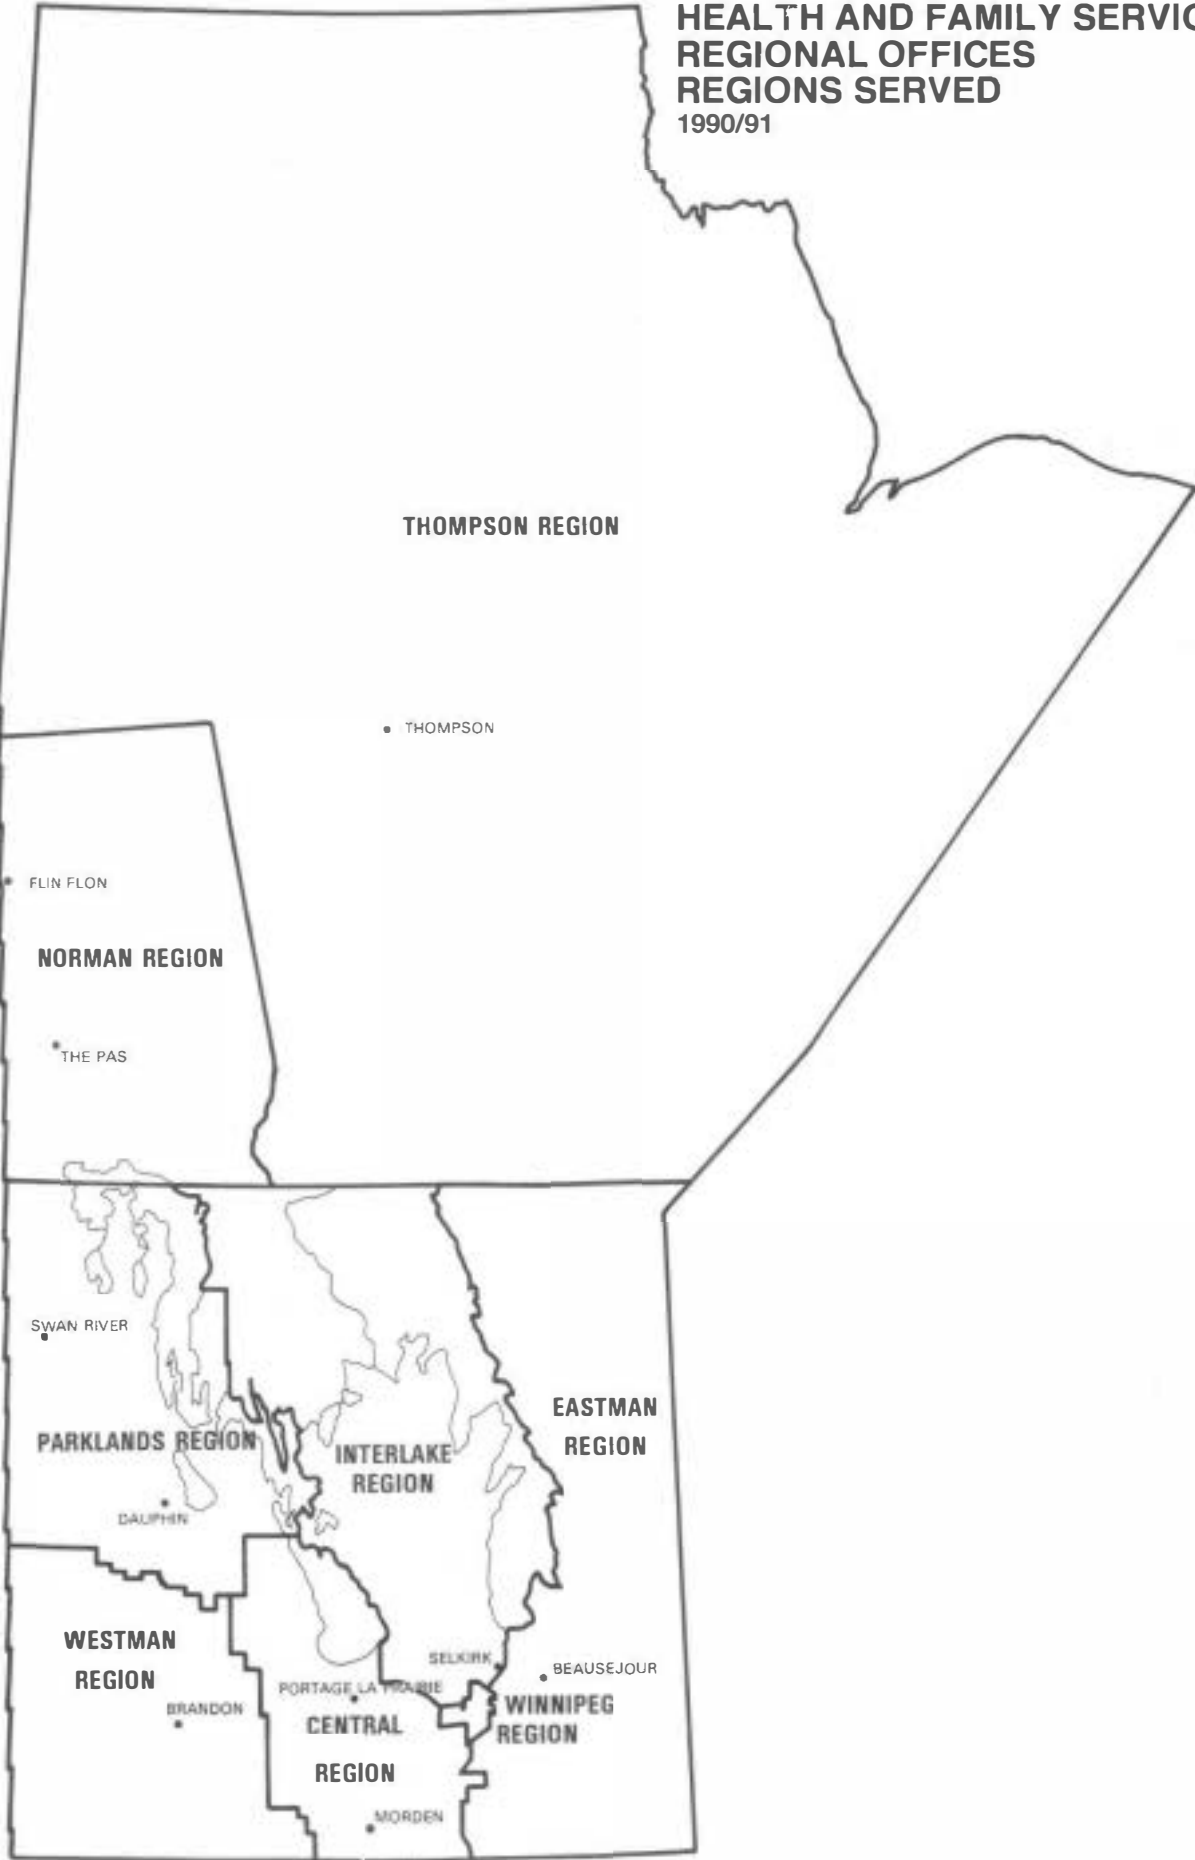 HEALTH AND FAMILY SERVIC
REGIONAL OFFICES
REGIONS SERVED
1990/91
THOMPSON REGION
THOMPSON
FLIN FLON
NORMAN REGION
THE PAS
SWAN RIVER
EASTMAN
REGION
PARKLANDS REGION
INTERLAKE
REGION
DAUPHIN
WESTMAN
REGION
SELKIRK
BEAUSEJOUR
PORTAGE LA PRAIRIE
BRANDON
WINNIPEG
REGION
CENTRAL
REGION
MORDEN